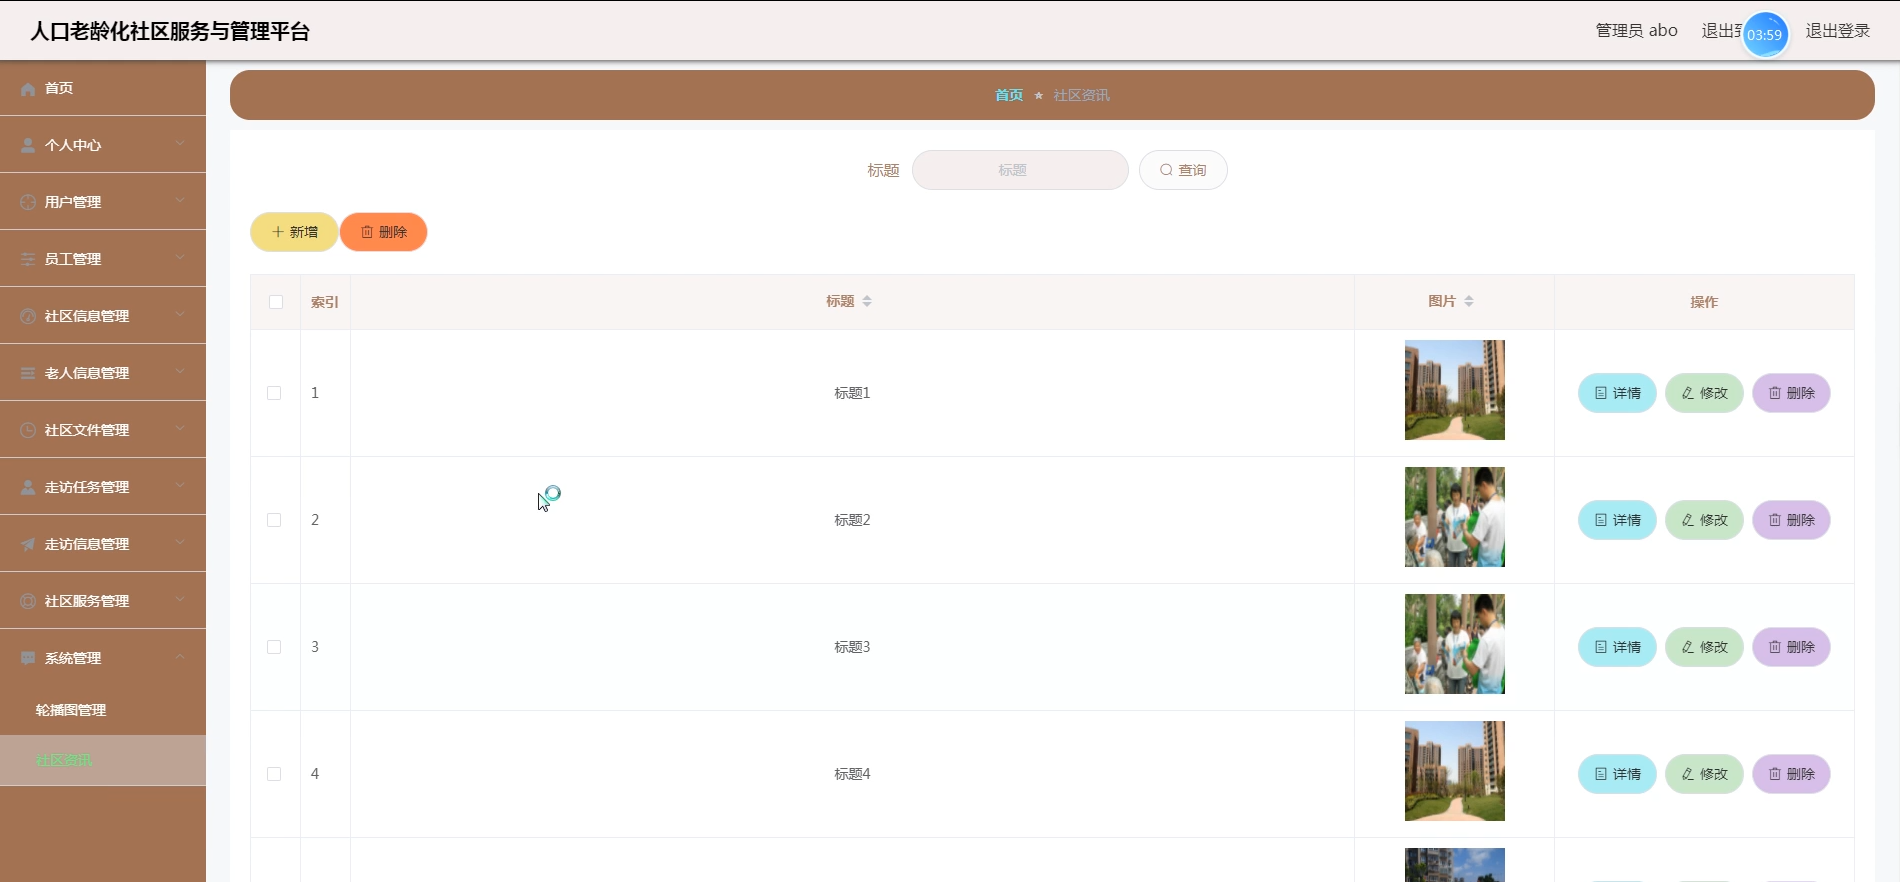 人口老龄化社区服务与管理平台
管理员 abo 退出 03:59 退出登录
首页
个人中心
用户管理
员工管理
社区信息管理
老人信息管理
社区文件管理
走访任务管理
走访信息管理
社区服务管理
系统管理
轮播图管理
社区资讯
首页 社区资讯
标题 标题 查询
新增 删除
索引 标题 图片 操作
1 标题1 详情 修改 删除
2 标题2 详情 修改 删除
3 标题3 详情 修改 删除
4 标题4 详情 修改 删除